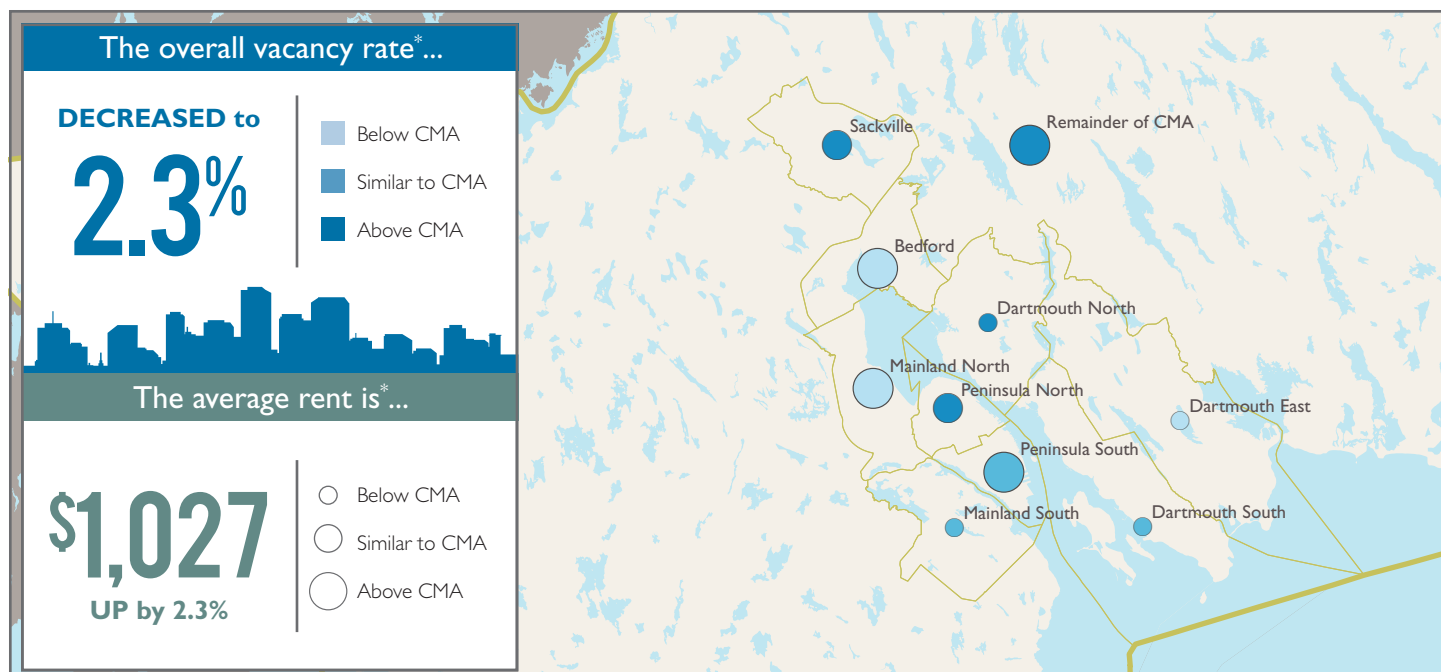 The overall vacancy rate*...
DECREASED to
2.3%
Below CMA
Similar to CMA
Above CMA
The average rent is*...
$1,027
UP by 2.3%
Below CMA
Similar to CMA
Above CMA
Sackville
Remainder of CMA
Bedford
Dartmouth North
Mainland North
Peninsula North
Dartmouth East
Peninsula South
Mainland South
Dartmouth South